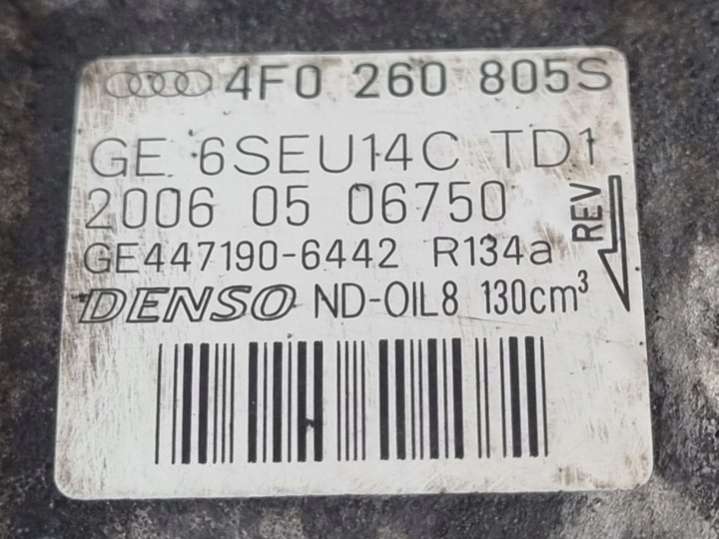 4F0 260 805S
GE 6SEU14C TD1
2006 05 06750
REV
GE447190-6442 R134a
DENSO ND-OIL8 130cm³